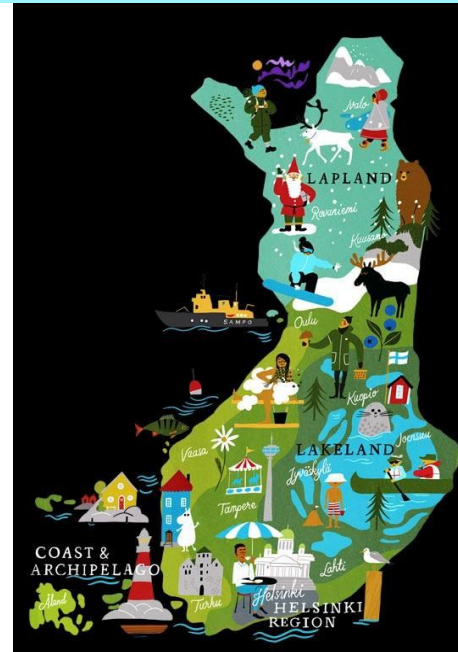 Ivalo
LAPLAND
Rovaniemi
Kuusamo
SAMPO
Oulu
Kuopio
Vaasa
LAKELAND
Joensuu
Jyväskylä
Tampere
COAST &
ARCHIPELAGO
Lahti
Åland
Turku
Helsinki
HELSINKI
REGION